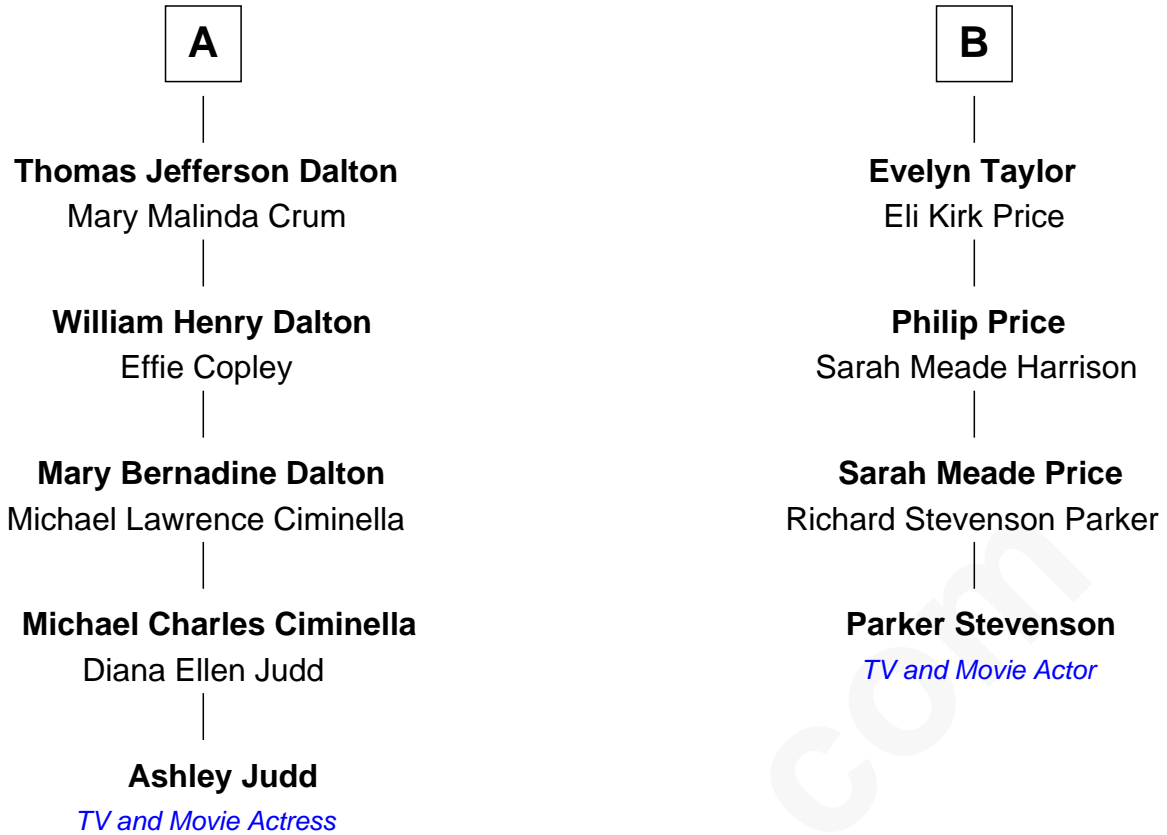 A
Thomas Jefferson Dalton
Mary Malinda Crum
William Henry Dalton
Effie Copley
Mary Bernadine Dalton
Michael Lawrence Ciminella
Michael Charles Ciminella
Diana Ellen Judd
Ashley Judd
TV and Movie Actress
B
Evelyn Taylor
Eli Kirk Price
Philip Price
Sarah Meade Harrison
Sarah Meade Price
Richard Stevenson Parker
Parker Stevenson
TV and Movie Actor
com